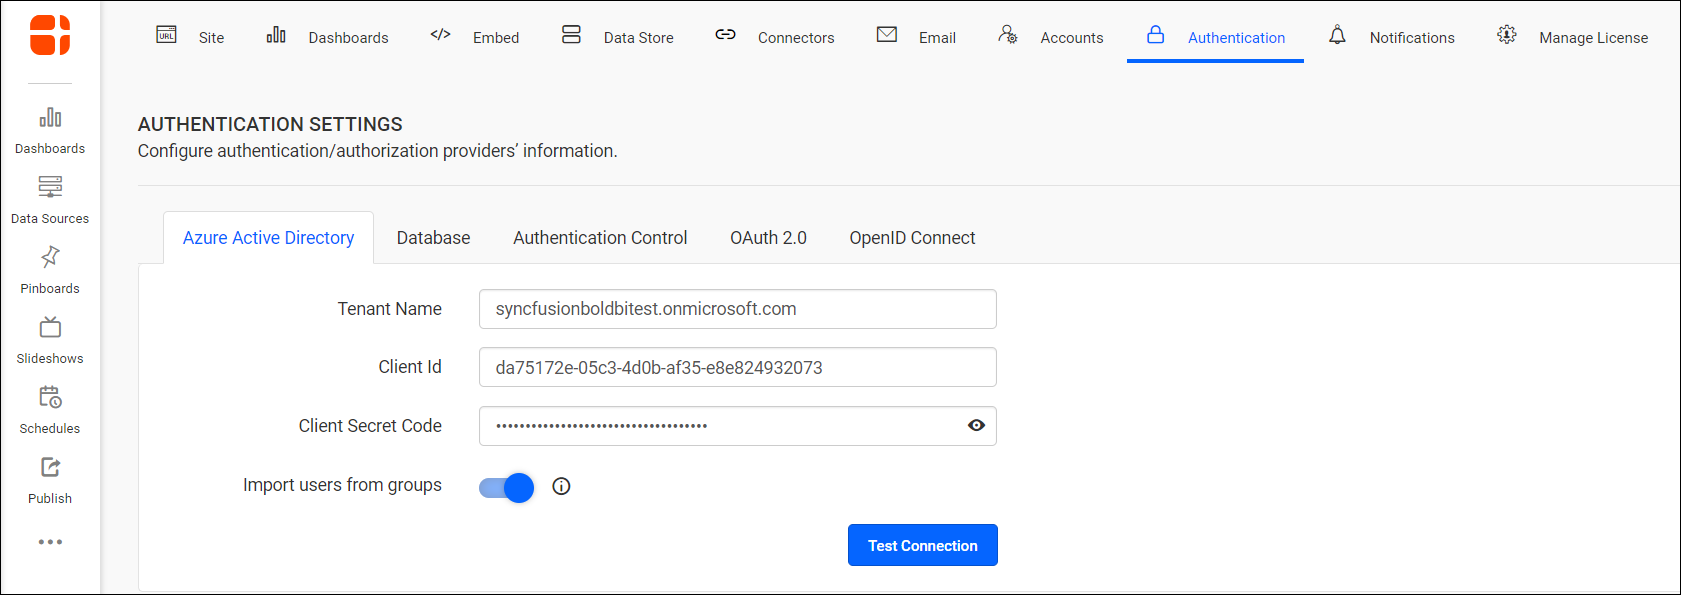 URL Site Dashboards </> Embed Data Store Connectors Email Accounts Authentication Notifications Manage License
Dashboards
Data Sources
Pinboards
Slideshows
Schedules
Publish
AUTHENTICATION SETTINGS
Configure authentication/authorization providers’ information.
Azure Active Directory Database Authentication Control OAuth 2.0 OpenID Connect
Tenant Name syncfusionboldbitest.onmicrosoft.com
Client Id da75172e-05c3-4d0b-af35-e8e824932073
Client Secret Code ••••••••••••••••••••••••••••••••••••
Import users from groups
Test Connection